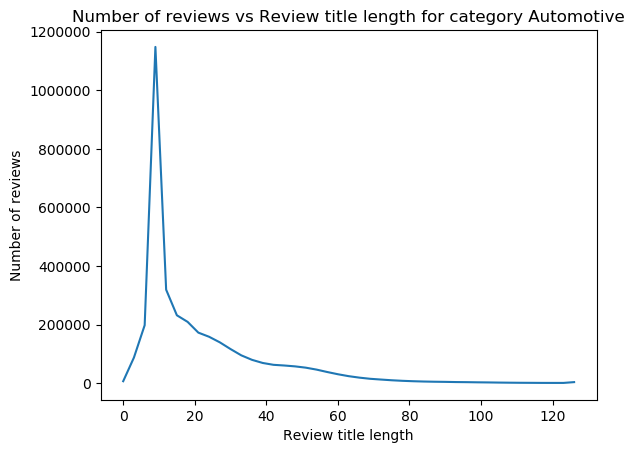 Number of reviews vs Review title length for category Automotive
1200000
1000000
800000
600000
400000
200000
0
Number of reviews
0 20 40 60 80 100 120
Review title length